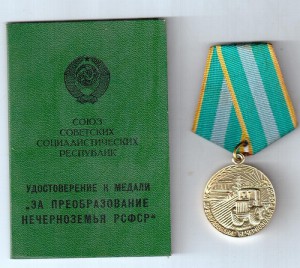 СОЮЗ
СОВЕТСКИХ
СОЦИАЛИСТИЧЕСКИХ
РЕСПУБЛИК
УДОСТОВЕРЕНИЕ К МЕДАЛИ
„ЗА ПРЕОБРАЗОВАНИЕ
НЕЧЕРНОЗЕМЬЯ РСФСР“